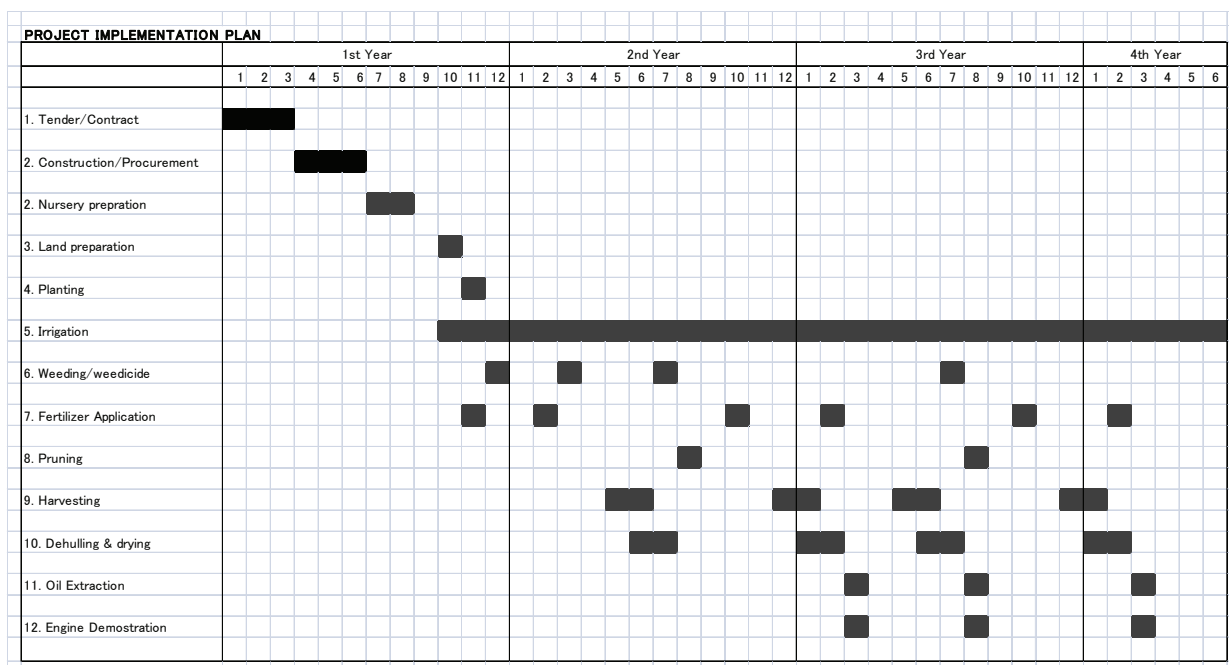 PROJECT IMPLEMENTATION PLAN
1st Year 2nd Year 3rd Year 4th Year
1 2 3 4 5 6 7 8 9 10 11 12 1 2 3 4 5 6 7 8 9 10 11 12 1 2 3 4 5 6 7 8 9 10 11 12 1 2 3 4 5 6
1. Tender/Contract
2. Construction/Procurement
2. Nursery prepration
3. Land preparation
4. Planting
5. Irrigation
6. Weeding/weedicide
7. Fertilizer Application
8. Pruning
9. Harvesting
10. Dehulling & drying
11. Oil Extraction
12. Engine Demostration